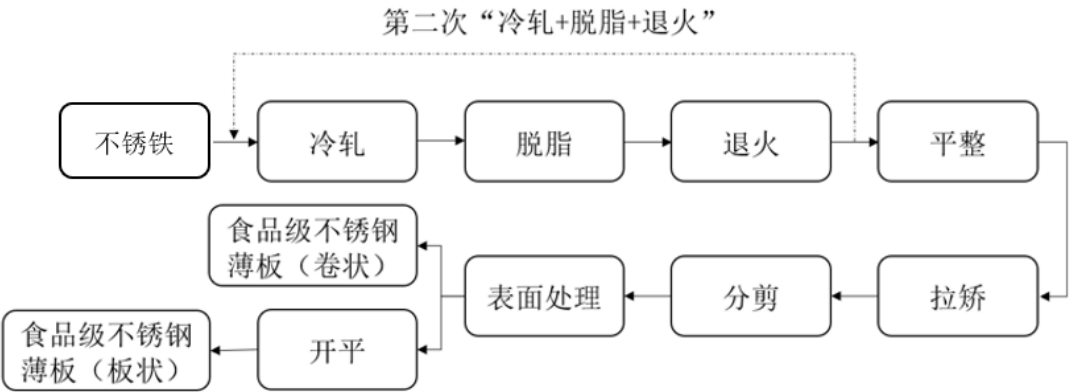 第二次“冷轧+脱脂+退火”
不锈铁
冷轧
脱脂
退火
平整
食品级不锈钢
薄板（卷状）
表面处理
分剪
拉矫
食品级不锈钢
薄板（板状）
开平